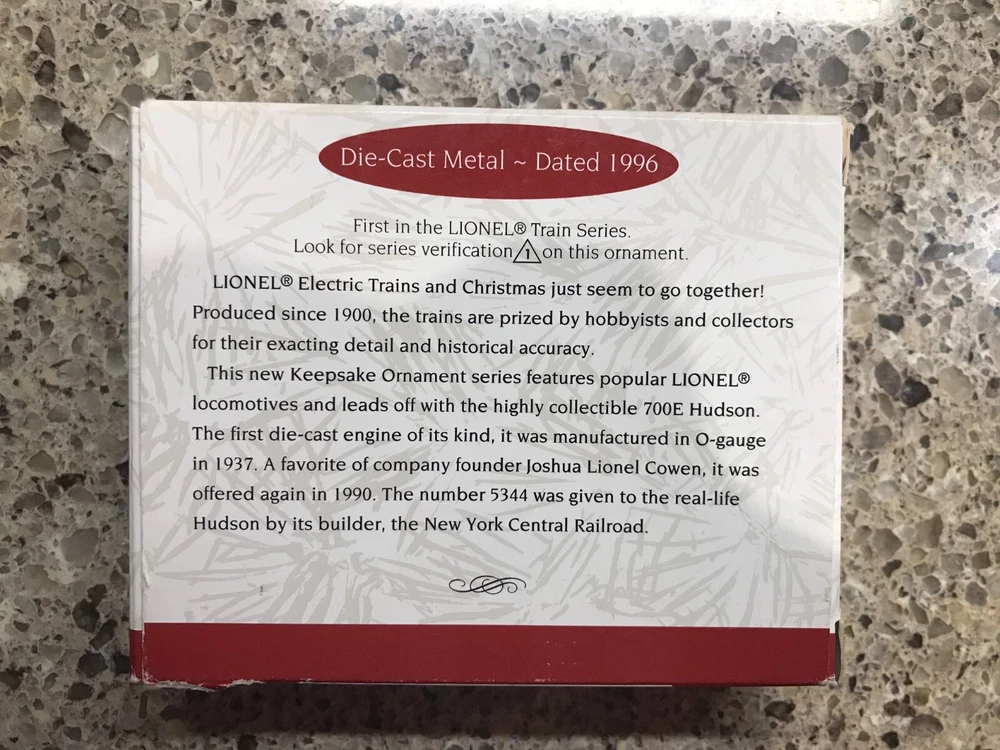 Die-Cast Metal ~ Dated 1996
First in the LIONEL® Train Series.
Look for series verification 1 on this ornament.
LIONEL® Electric Trains and Christmas just seem to go together!
Produced since 1900, the trains are prized by hobbyists and collectors
for their exacting detail and historical accuracy.
This new Keepsake Ornament series features popular LIONEL®
locomotives and leads off with the highly collectible 700E Hudson.
The first die-cast engine of its kind, it was manufactured in O-gauge
in 1937. A favorite of company founder Joshua Lionel Cowen, it was
offered again in 1990. The number 5344 was given to the real-life
Hudson by its builder, the New York Central Railroad.